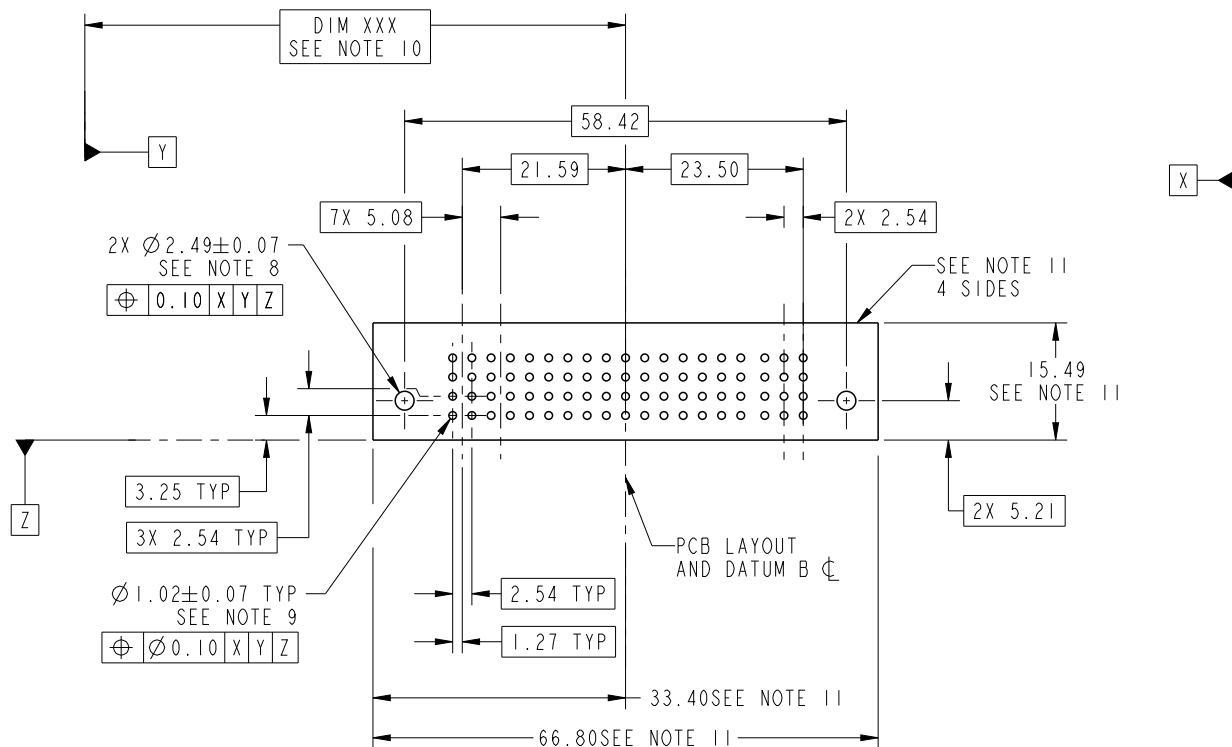 DIM XXX
SEE NOTE 10
58.42
Y
21.59
23.50
X
7X 5.08
2X 2.54
2X Ø2.49±0.07
SEE NOTE 8
⌖ 0.10 X Y Z
SEE NOTE 11
4 SIDES
15.49
SEE NOTE 11
3.25 TYP
Z
2X 5.21
3X 2.54 TYP
PCB LAYOUT
AND DATUM B ℄
Ø1.02±0.07 TYP
SEE NOTE 9
⌖ Ø0.10 X Y Z
2.54 TYP
1.27 TYP
33.40SEE NOTE 11
66.80SEE NOTE 11